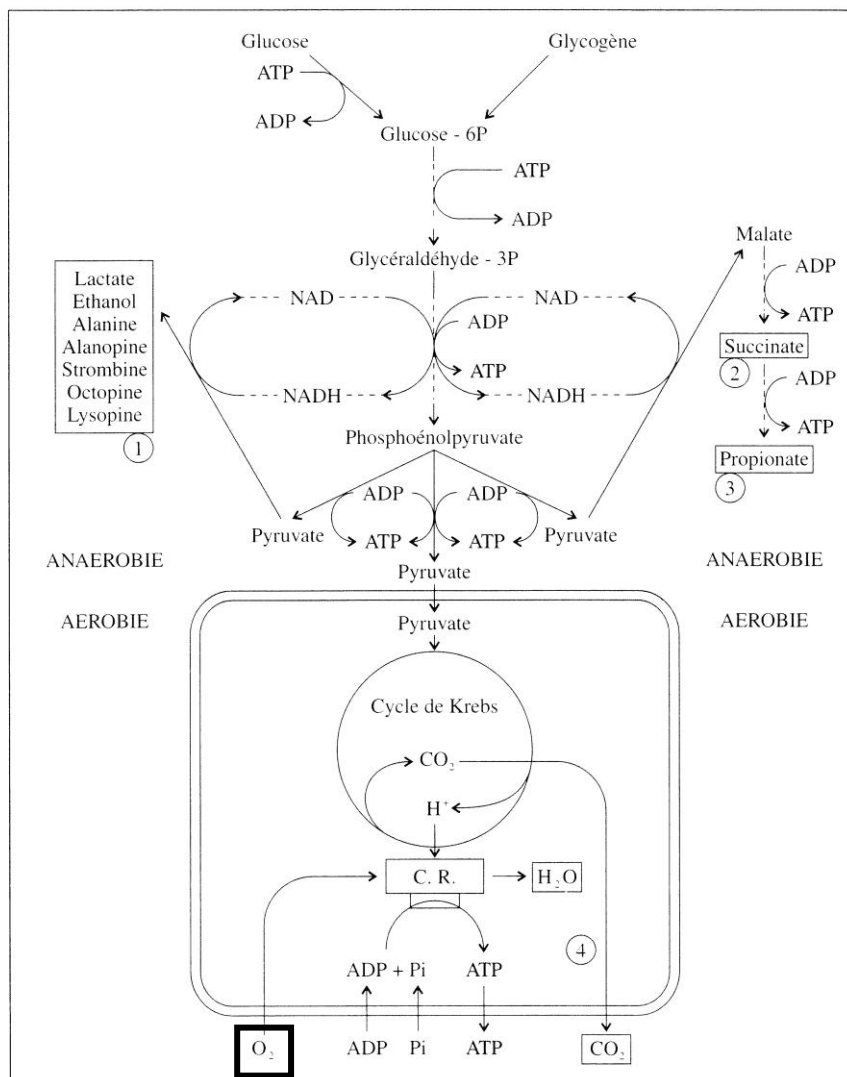 Glucose
Glycogène
ATP
ADP
Glucose - 6P
ATP
ADP
Glycéraldéhyde - 3P
Malate
ADP
ATP
Succinate
2
ADP
ATP
Propionate
3
Lactate
Ethanol
Alanine
Alanopine
Strombine
Octopine
Lysopine
1
NAD
NAD
ADP
ATP
NADH
NADH
Phosphoénolpyruvate
ADP
ADP
Pyruvate
ATP
ATP
Pyruvate
ANAEROBIE
ANAEROBIE
Pyruvate
AEROBIE
AEROBIE
Pyruvate
Cycle de Krebs
CO₂
H⁺
C. R.
H₂O
4
ADP + Pi
ATP
O₂
ADP
Pi
ATP
CO₂